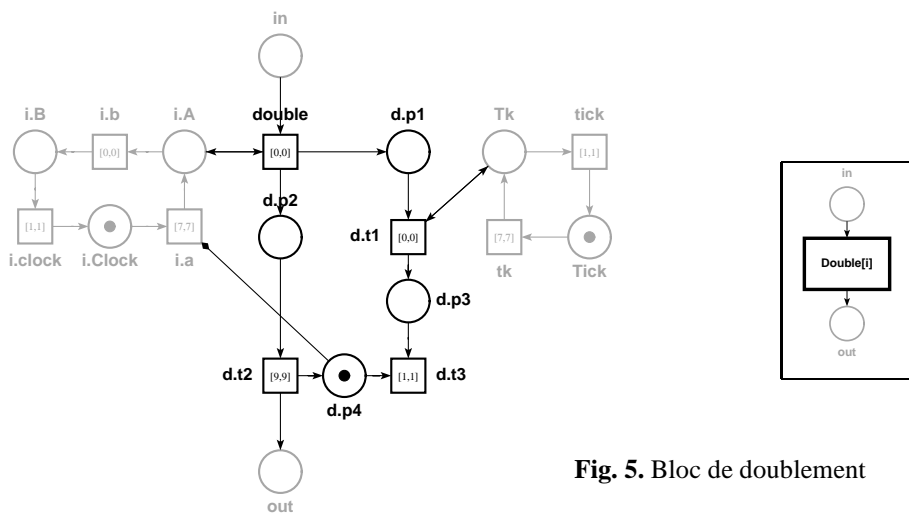 in
i.B i.b i.A double d.p1 Tk tick
[0,0] [0,0] [1,1]
d.p2
[1,1] [7,7] d.t1 [0,0] [7,7]
i.clock i.Clock i.a tk Tick
d.p3
d.t2 [9,9] [1,1] d.t3
d.p4
out
in
Double[i]
out
Fig. 5. Bloc de doublement